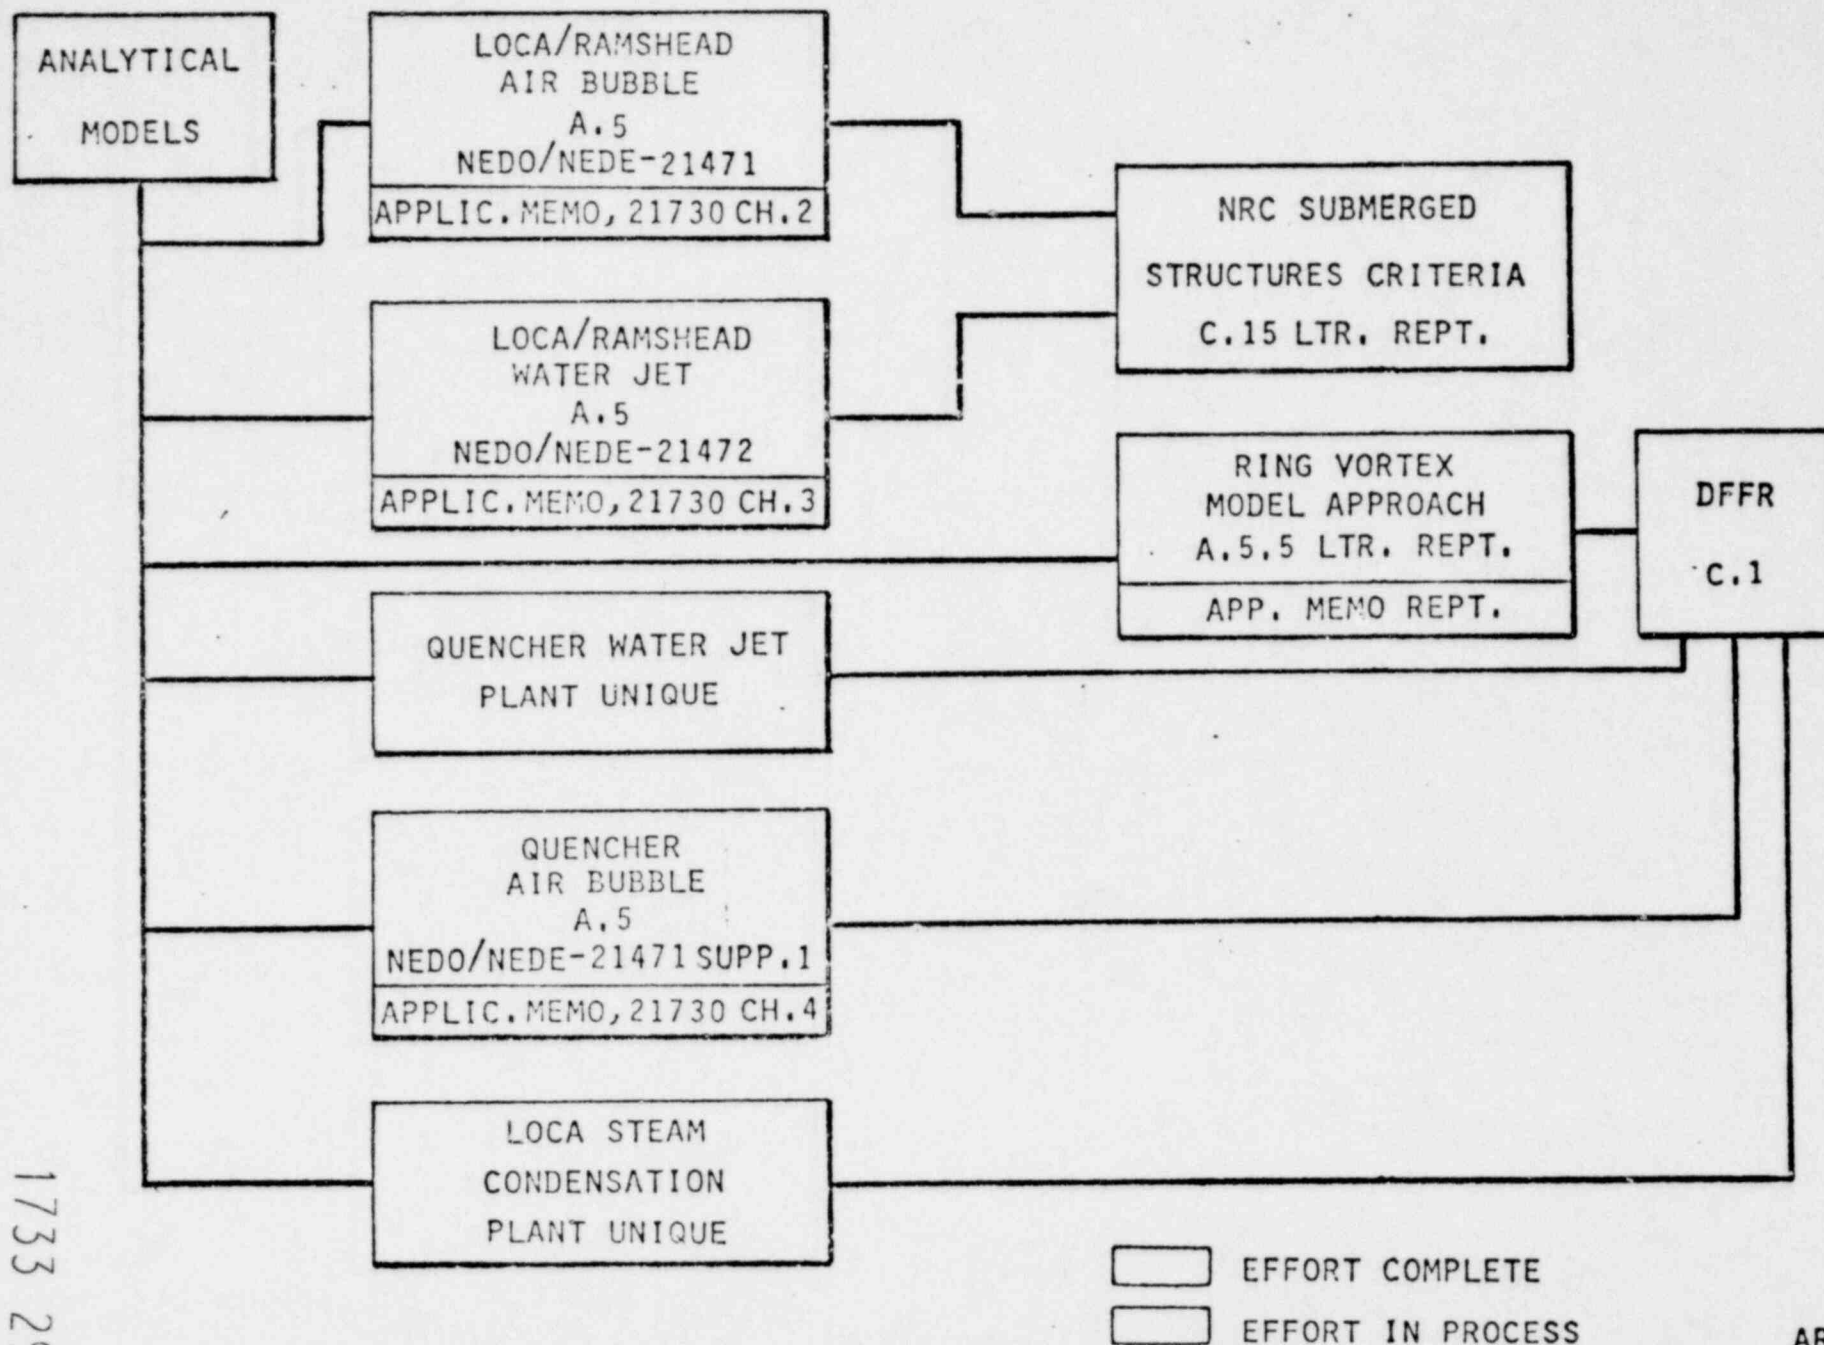 ANALYTICAL
MODELS
LOCA/RAMSHEAD
AIR BUBBLE
A.5
NEDO/NEDE-21471
APPLIC.MEMO,21730 CH.2
NRC SUBMERGED
STRUCTURES CRITERIA
C.15 LTR. REPT.
LOCA/RAMSHEAD
WATER JET
A.5
NEDO/NEDE-21472
APPLIC.MEMO,21730 CH.3
RING VORTEX
MODEL APPROACH
A.5.5 LTR. REPT.
APP. MEMO REPT.
DFFR
C.1
QUENCHER WATER JET
PLANT UNIQUE
QUENCHER
AIR BUBBLE
A.5
NEDO/NEDE-21471 SUPP.1
APPLIC.MEMO,21730 CH.4
LOCA STEAM
CONDENSATION
PLANT UNIQUE
EFFORT COMPLETE
EFFORT IN PROCESS
1733